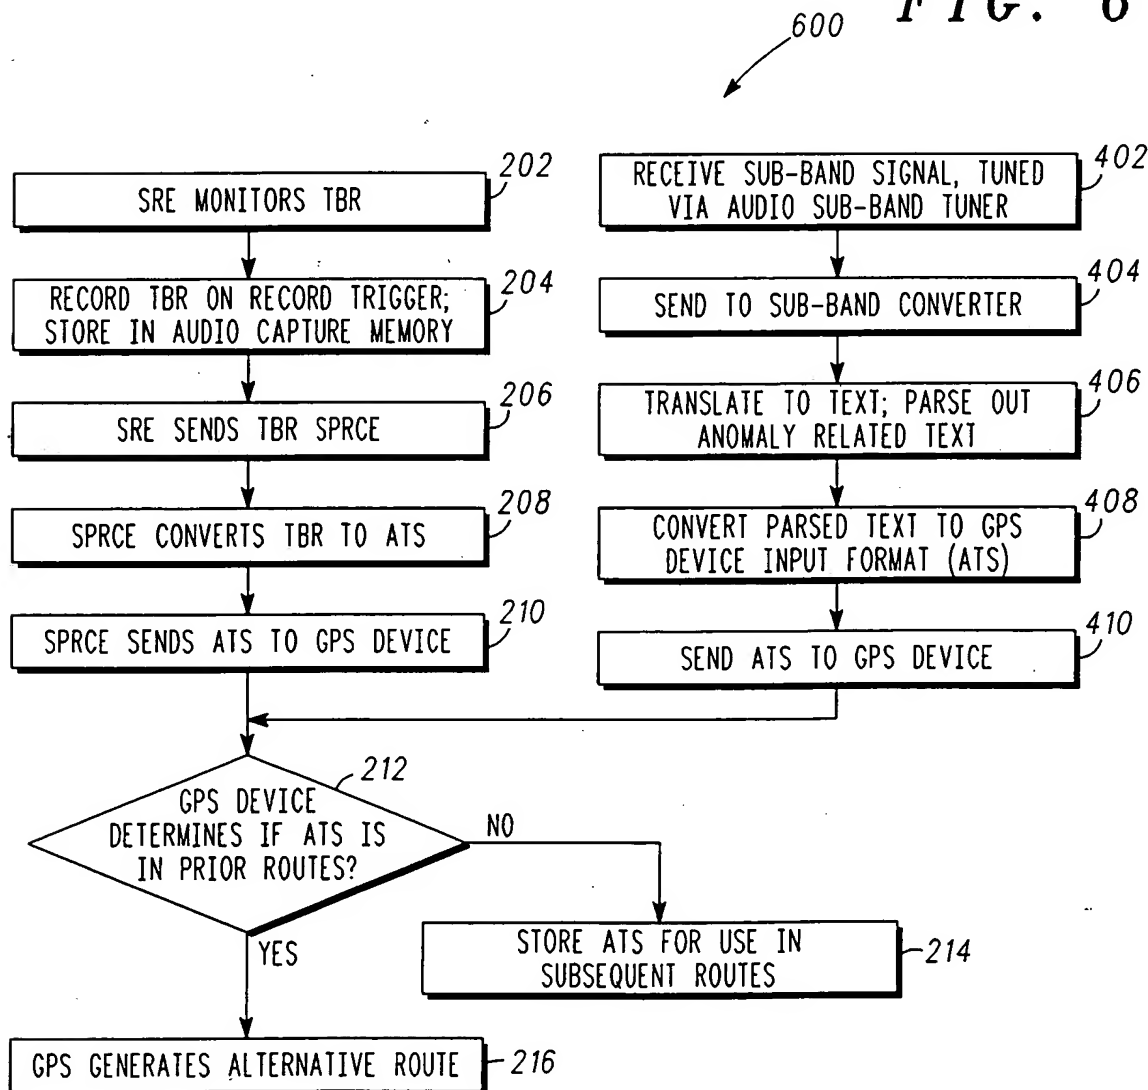 FIG. 6
600
SRE MONITORS TBR
202
RECORD TBR ON RECORD TRIGGER;
STORE IN AUDIO CAPTURE MEMORY
204
SRE SENDS TBR SPRCE
206
SPRCE CONVERTS TBR TO ATS
208
SPRCE SENDS ATS TO GPS DEVICE
210
RECEIVE SUB-BAND SIGNAL, TUNED
VIA AUDIO SUB-BAND TUNER
402
SEND TO SUB-BAND CONVERTER
404
TRANSLATE TO TEXT; PARSE OUT
ANOMALY RELATED TEXT
406
CONVERT PARSED TEXT TO GPS
DEVICE INPUT FORMAT (ATS)
408
SEND ATS TO GPS DEVICE
410
212
GPS DEVICE
DETERMINES IF ATS IS
IN PRIOR ROUTES?
NO
YES
STORE ATS FOR USE IN
SUBSEQUENT ROUTES
214
GPS GENERATES ALTERNATIVE ROUTE
216